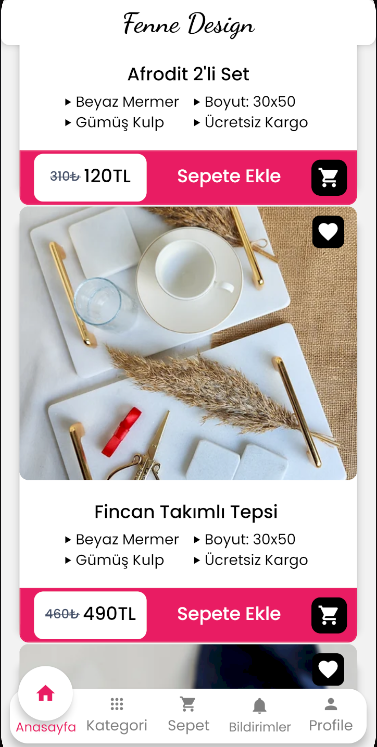 Fenne Design
Afrodit 2'li Set
Beyaz Mermer
Boyut: 30x50
Gümüş Kulp
Ücretsiz Kargo
310₺ 120TL
Sepete Ekle
Fincan Takımlı Tepsi
Beyaz Mermer
Boyut: 30x50
Gümüş Kulp
Ücretsiz Kargo
460₺ 490TL
Sepete Ekle
Anasayfa
Kategori
Sepet
Bildirimler
Profile